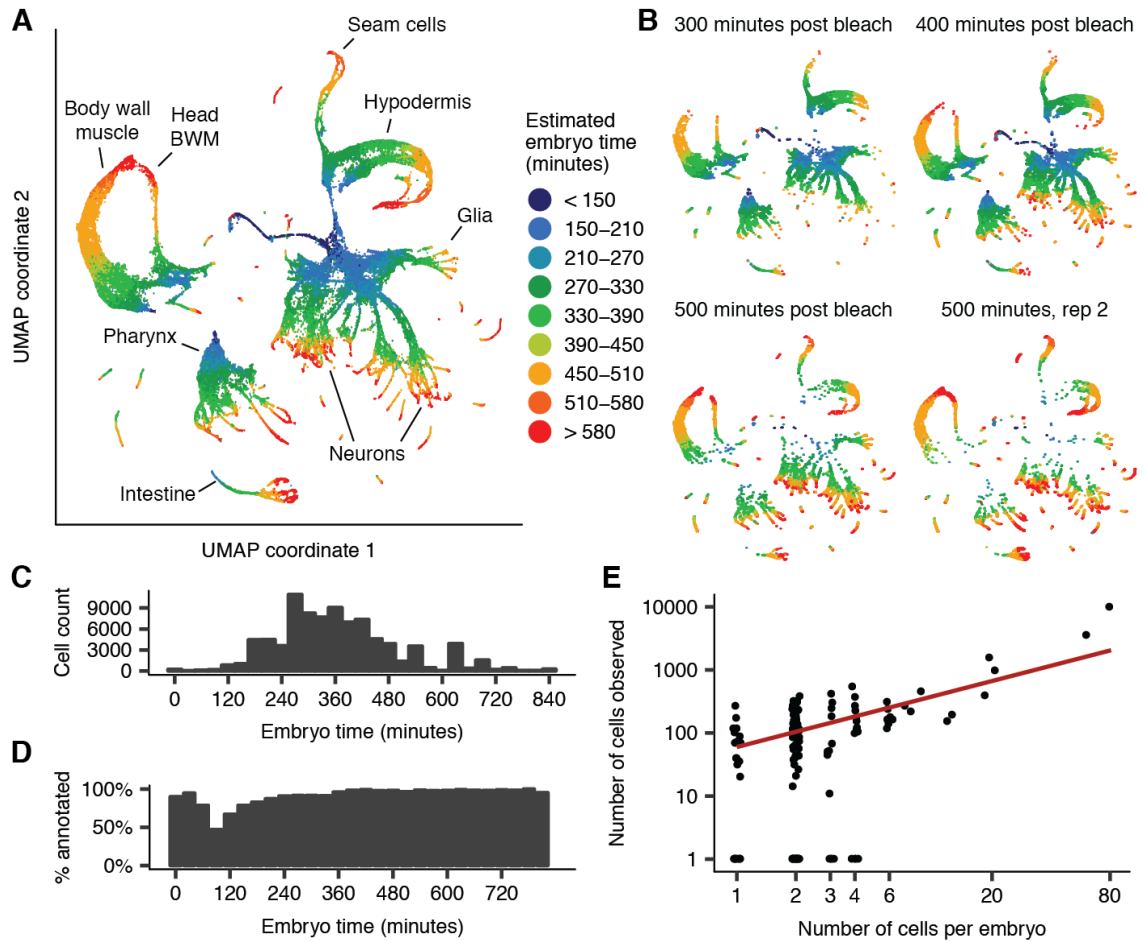 A
Seam cells
Body wall
muscle
Head
BWM
Hypodermis
Glia
Pharynx
Neurons
Intestine
UMAP coordinate 2
UMAP coordinate 1
Estimated
embryo time
(minutes)
< 150
150–210
210–270
270–330
330–390
390–450
450–510
510–580
> 580
B
300 minutes post bleach
400 minutes post bleach
500 minutes post bleach
500 minutes, rep 2
C
Cell count
9000
6000
3000
0
0 120 240 360 480 600 720 840
Embryo time (minutes)
D
% annotated
100%
50%
0%
0 120 240 360 480 600 720
Embryo time (minutes)
E
Number of cells observed
10000
1000
100
10
1
1 2 3 4 6 20 80
Number of cells per embryo